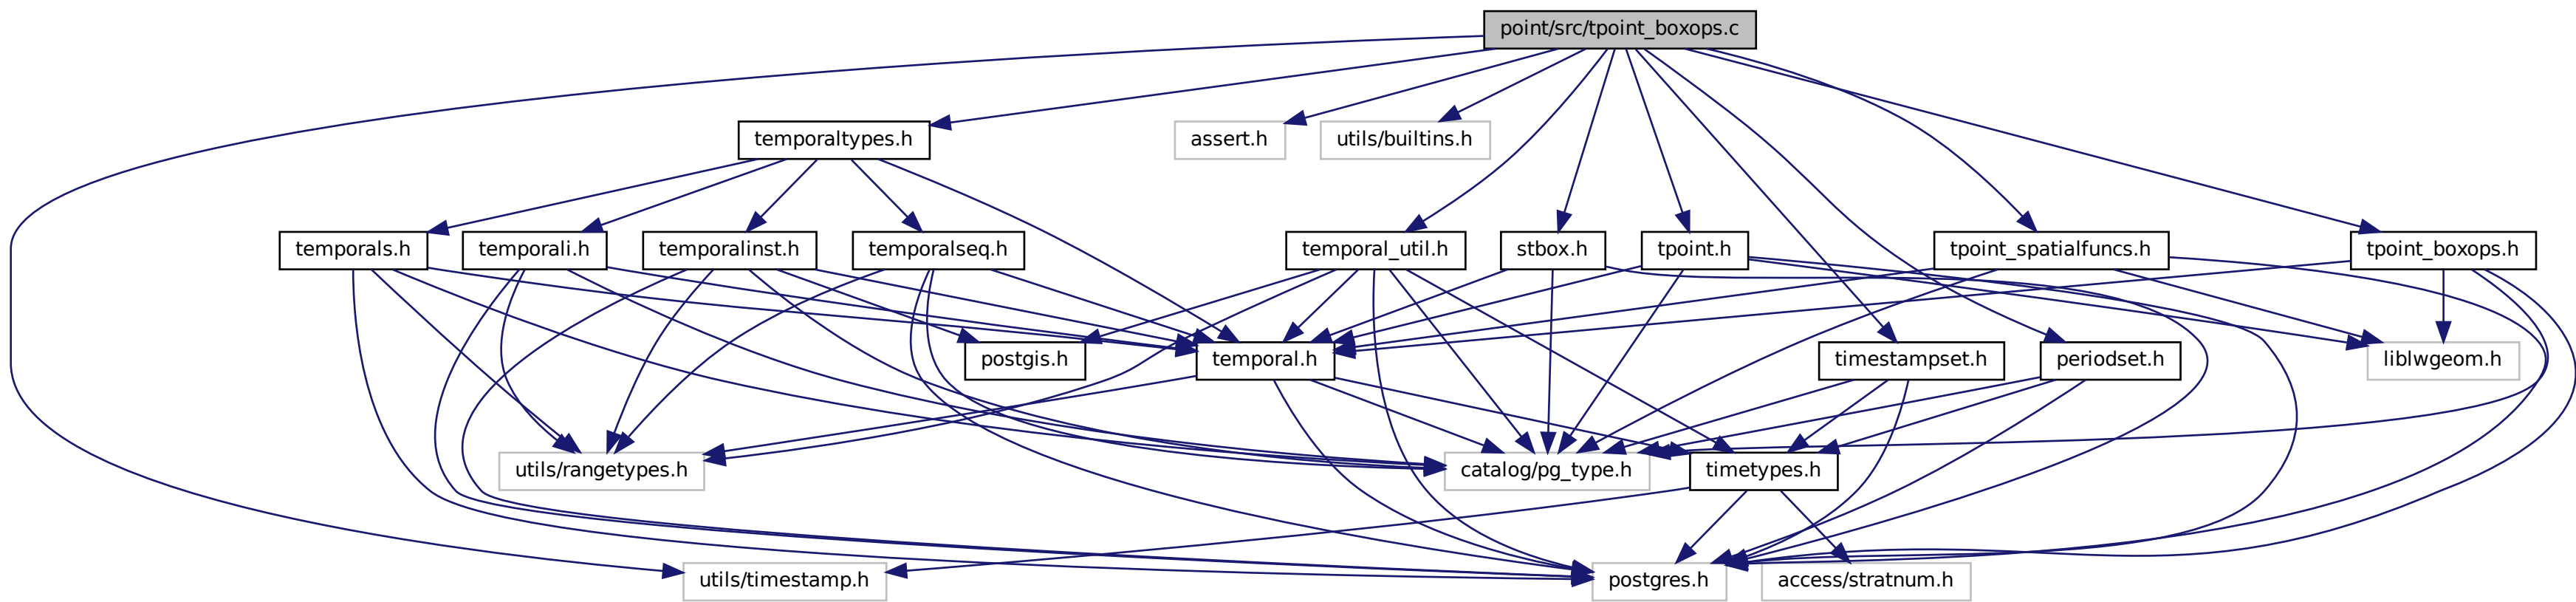 point/src/tpoint_boxops.c
temporaltypes.h
assert.h
utils/builtins.h
temporals.h
temporali.h
temporalinst.h
temporalseq.h
temporal_util.h
stbox.h
tpoint.h
tpoint_spatialfuncs.h
tpoint_boxops.h
postgis.h
temporal.h
timestampset.h
periodset.h
liblwgeom.h
utils/rangetypes.h
catalog/pg_type.h
timetypes.h
utils/timestamp.h
postgres.h
access/stratnum.h